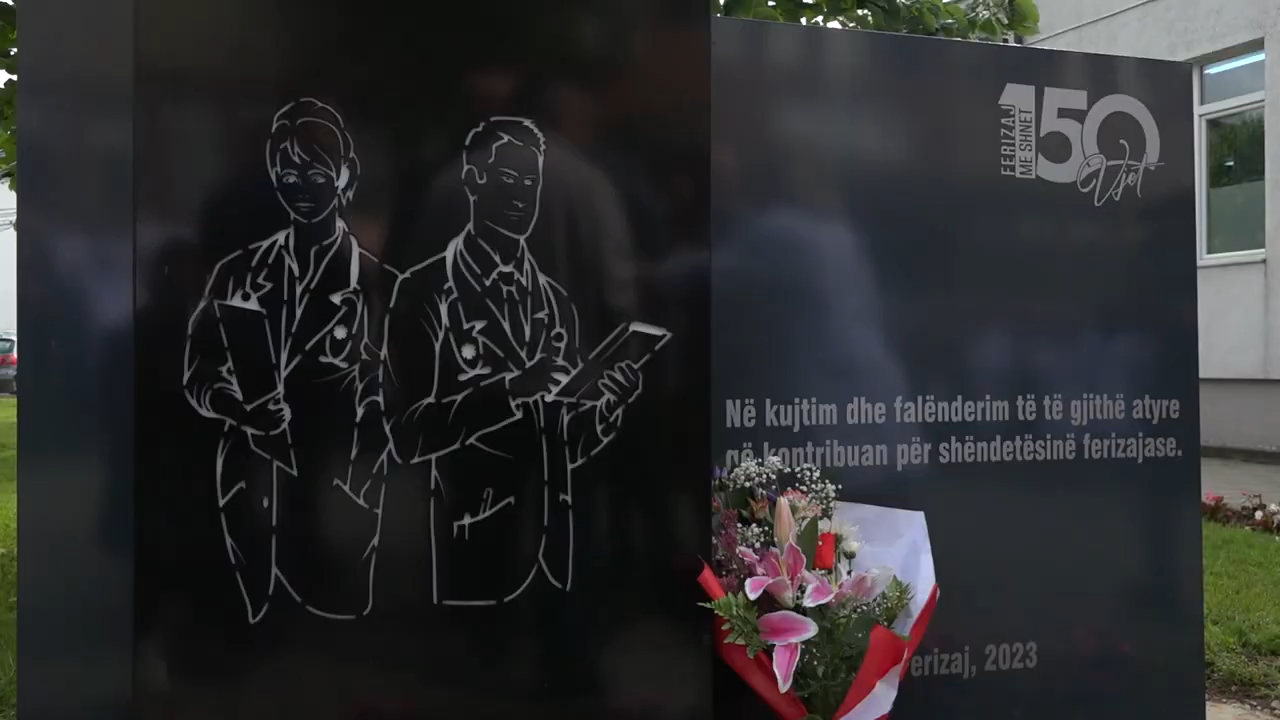 FERIZAJ
ME SHNET
150
Vjet
Në kujtim dhe falënderim të të gjithë atyre
që kontribuan për shëndetësinë ferizajase.
erizaj, 2023